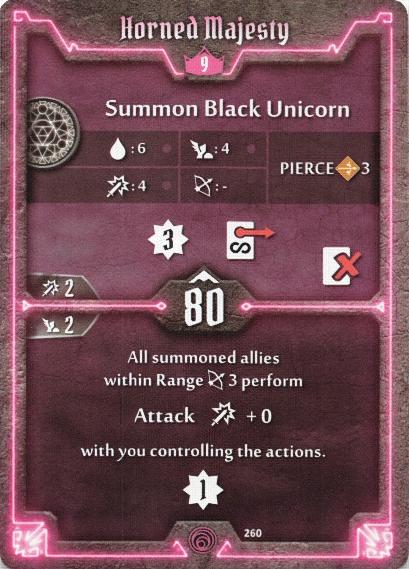 Horned Majesty
9
Summon Black Unicorn
: 6 : 4
: 4 : -
PIERCE 3
3
2
80
2
All summoned allies
within Range 3 perform
Attack + 0
with you controlling the actions.
1
260